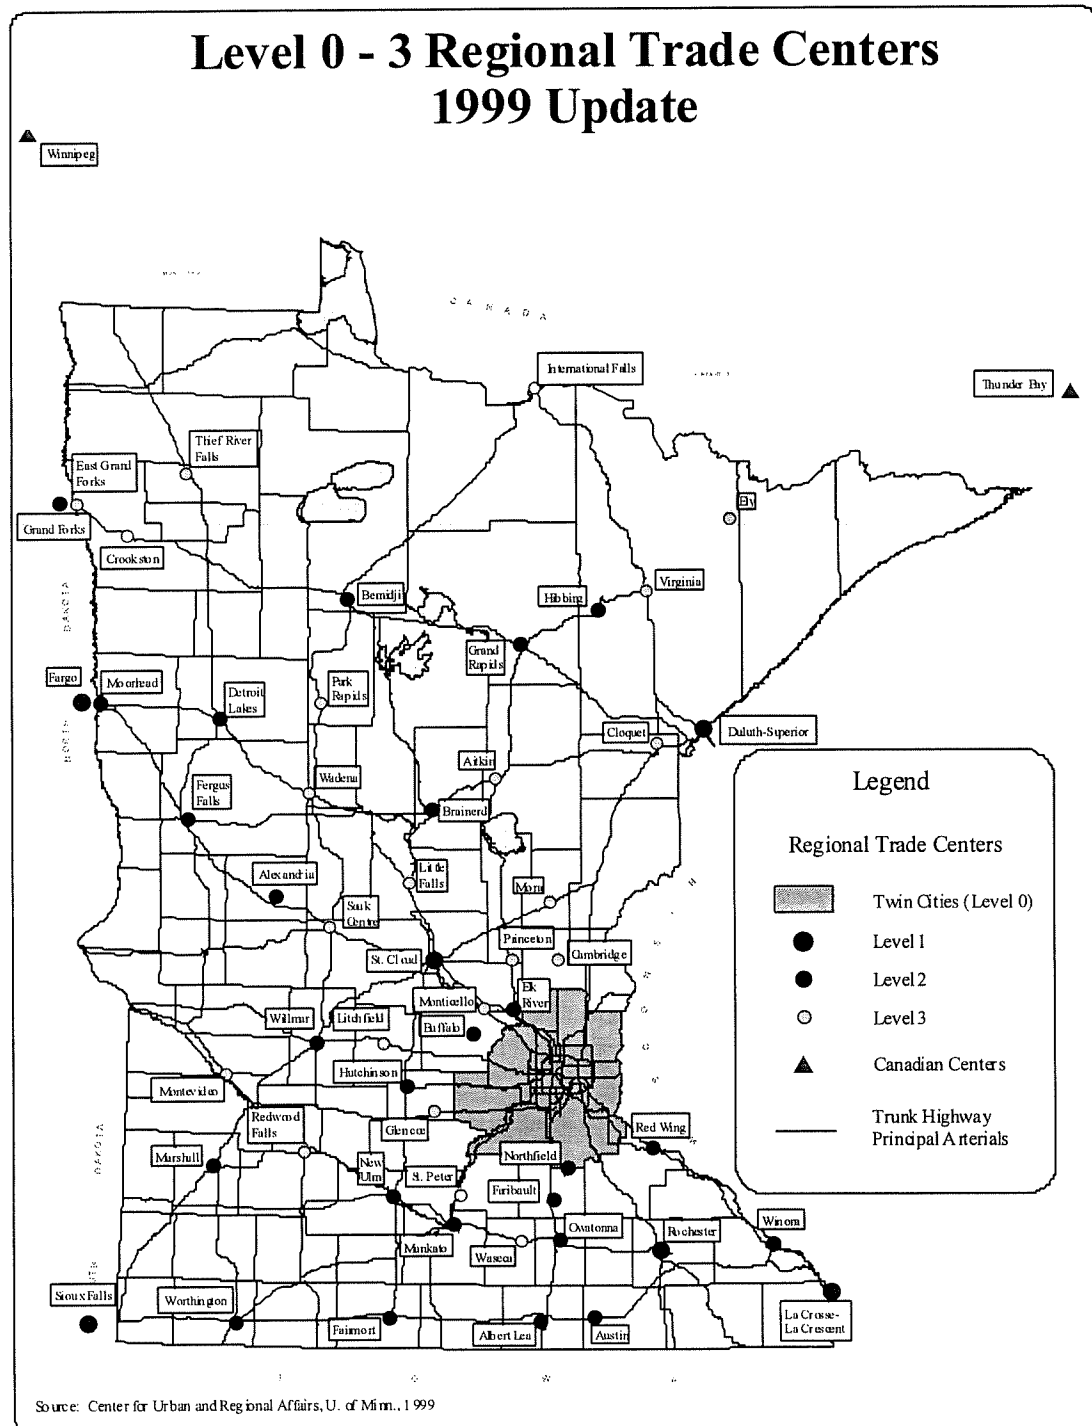 Level 0 - 3 Regional Trade Centers
1999 Update
Winnipeg
CANADA
International Falls
Thunder Bay
Thief River
Falls
East Grand
Forks
Ely
Grand Forks
Crookston
Virginia
Bemidji
Hibbing
DAKOTA
Grand
Rapids
Fargo
Moorhead
Park
Rapids
Detroit
Lakes
NORTH
Cloquet
Duluth-Superior
Aitkin
Wadena
Fergus
Falls
Brainerd
Little
Falls
Alexandria
Mora
Sauk
Centre
Princeton
Cambridge
St. Cloud
Elk
River
Monticello
Willmar
Litchfield
Buffalo
Hutchinson
Montevideo
Redwood
Falls
Glencoe
Red Wing
DAKOTA
Marshall
Northfield
New
Ulm
St. Peter
Faribault
Owatonna
Rochester
Winona
Mankato
Waseca
Sioux Falls
Worthington
Fairmont
Albert Lea
Austin
La Crosse-
La Crescent
Legend
Regional Trade Centers
Twin Cities (Level 0)
Level 1
Level 2
Level 3
Canadian Centers
Trunk Highway
Principal Arterials
Source: Center for Urban and Regional Affairs, U. of Minn., 1999